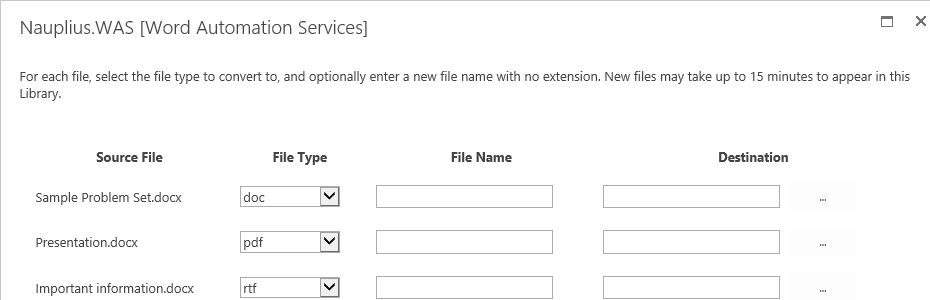 Nauplius.WAS [Word Automation Services]
For each file, select the file type to convert to, and optionally enter a new file name with no extension. New files may take up to 15 minutes to appear in this
Library.
Source File File Type File Name Destination
Sample Problem Set.docx doc ...
Presentation.docx pdf ...
Important information.docx rtf ...